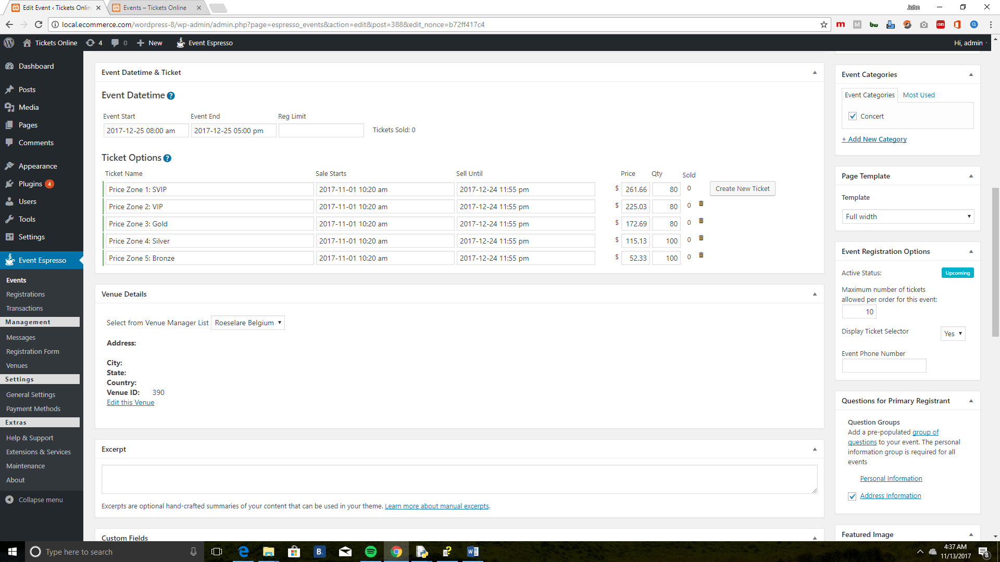 Edit Event ‹ Tickets Onlin
Events – Tickets Online
John
local.ecommerce.com/wordpress-8/wp-admin/admin.php?page=espresso_events&action=edit&post=388&edit_nonce=b72ff417c4
Tickets Online
4
0
New
Event Espresso
Hi, admin
Dashboard
Posts
Media
Pages
Comments
Appearance
Plugins 4
Users
Tools
Settings
Event Espresso
Events
Registrations
Transactions
Management
Messages
Registration Form
Venues
Settings
General Settings
Payment Methods
Extras
Help & Support
Extensions & Services
Maintenance
About
Collapse menu
Event Datetime & Ticket
Event Datetime ?
Event Start Event End Reg Limit
2017-12-25 08:00 am 2017-12-25 05:00 pm Tickets Sold: 0
Ticket Options ?
Ticket Name Sale Starts Sell Until Price Qty Sold
Price Zone 1: SVIP 2017-11-01 10:20 am 2017-12-24 11:55 pm $ 261.66 80 0 Create New Ticket
Price Zone 2: VIP 2017-11-01 10:20 am 2017-12-24 11:55 pm $ 225.03 80 0
Price Zone 3: Gold 2017-11-01 10:20 am 2017-12-24 11:55 pm $ 172.69 80 0
Price Zone 4: Silver 2017-11-01 10:20 am 2017-12-24 11:55 pm $ 115.13 100 0
Price Zone 5: Bronze 2017-11-01 10:20 am 2017-12-24 11:55 pm $ 52.33 100 0
Venue Details
Select from Venue Manager List Roeselare Belgium
Address:
City:
State:
Country:
Venue ID: 390
Edit this Venue
Excerpt
Excerpts are optional hand-crafted summaries of your content that can be used in your theme. Learn more about manual excerpts.
Custom Fields
Event Categories
Event Categories Most Used
Concert
+ Add New Category
Page Template
Template
Full width
Event Registration Options
Active Status: Upcoming
Maximum number of tickets
allowed per order for this event:
10
Display Ticket Selector Yes
Event Phone Number
Questions for Primary Registrant
Question Groups
Add a pre-populated group of
questions to your event. The personal
information group is required for all
events
Personal Information
Address Information
Featured Image
Type here to search
4:37 AM
11/13/2017
8
m
M
bw
CORS
B.